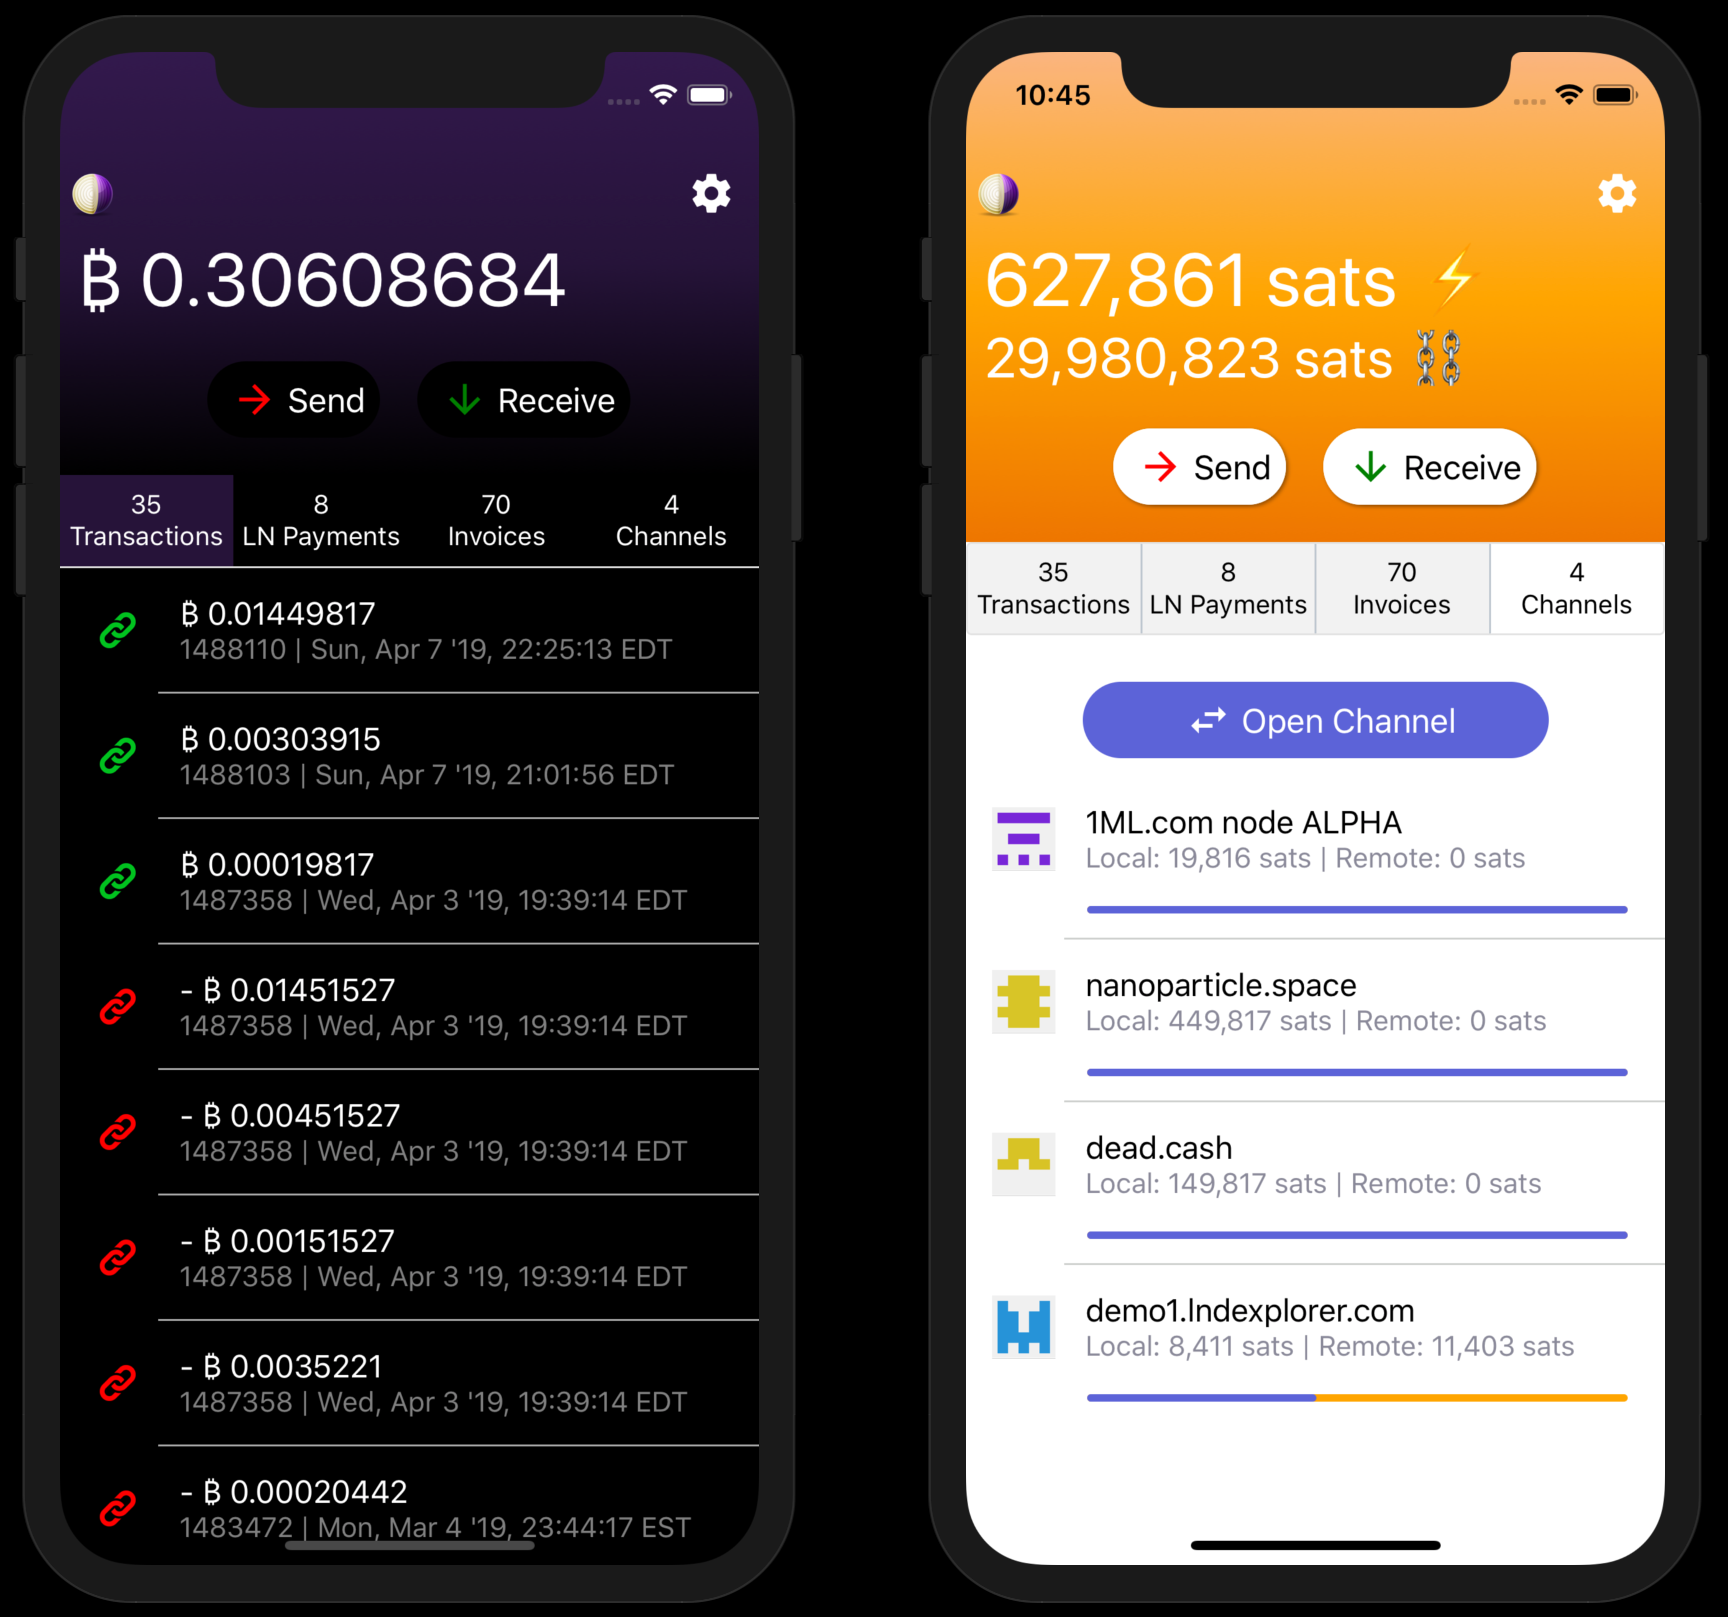 ₿ 0.30608684
Send
Receive
35
Transactions
8
LN Payments
70
Invoices
4
Channels
₿ 0.01449817
1488110 | Sun, Apr 7 '19, 22:25:13 EDT
₿ 0.00303915
1488103 | Sun, Apr 7 '19, 21:01:56 EDT
₿ 0.00019817
1487358 | Wed, Apr 3 '19, 19:39:14 EDT
- ₿ 0.01451527
1487358 | Wed, Apr 3 '19, 19:39:14 EDT
- ₿ 0.00451527
1487358 | Wed, Apr 3 '19, 19:39:14 EDT
- ₿ 0.00151527
1487358 | Wed, Apr 3 '19, 19:39:14 EDT
- ₿ 0.0035221
1487358 | Wed, Apr 3 '19, 19:39:14 EDT
- ₿ 0.00020442
1483472 | Mon, Mar 4 '19, 23:44:17 EST
10:45
627,861 sats ⚡
29,980,823 sats ⛓
Send
Receive
35
Transactions
8
LN Payments
70
Invoices
4
Channels
Open Channel
1ML.com node ALPHA
Local: 19,816 sats | Remote: 0 sats
nanoparticle.space
Local: 449,817 sats | Remote: 0 sats
dead.cash
Local: 149,817 sats | Remote: 0 sats
demo1.lndexplorer.com
Local: 8,411 sats | Remote: 11,403 sats